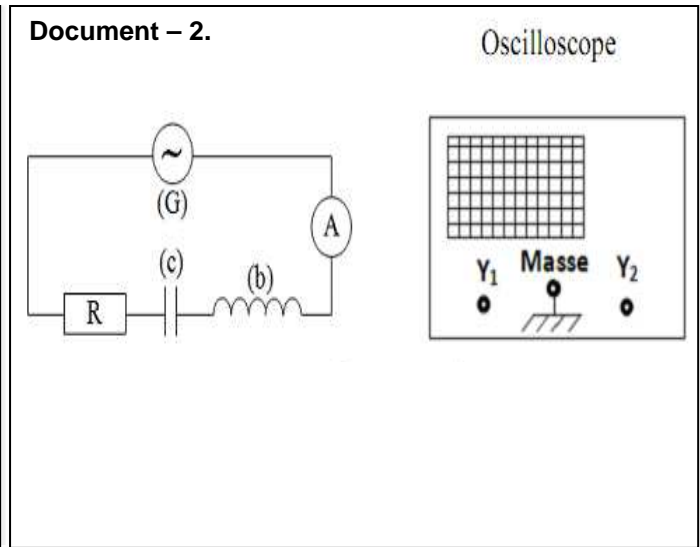 Document – 2.
Oscilloscope
~
(G)
A
(c)
(b)
R
Y1 Masse Y2